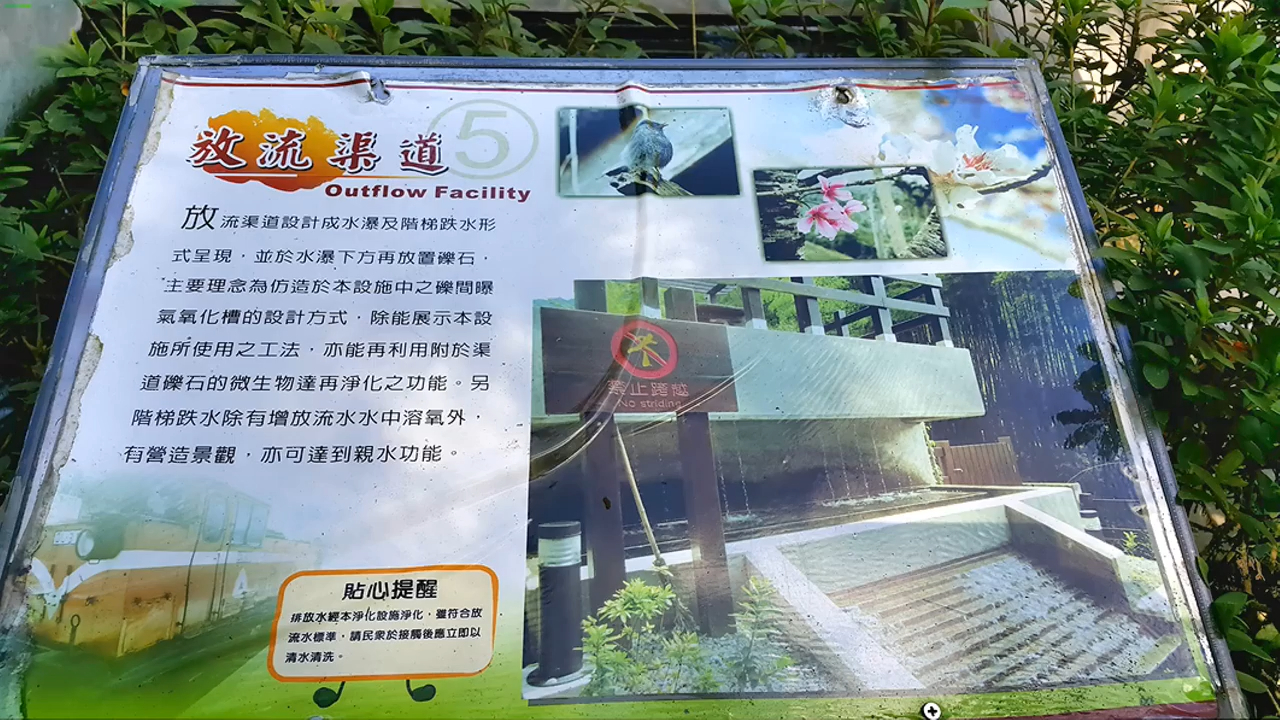 放流渠道 5
Outflow Facility
放流渠道設計成水瀑及階梯跌水形
式呈現，並於水瀑下方再放置礫石，
主要理念為仿造於本設施中之礫間曝
氣氧化槽的設計方式，除能展示本設
施所使用之工法，亦能再利用附於渠
道礫石的微生物達再淨化之功能。另
階梯跌水除有增放流水水中溶氧外，
有營造景觀，亦可達到親水功能。
禁止跨越
No striding
貼心提醒
排放水經本淨化設施淨化，雖符合放
流水標準，請民眾於接觸後應立即以
清水清洗。